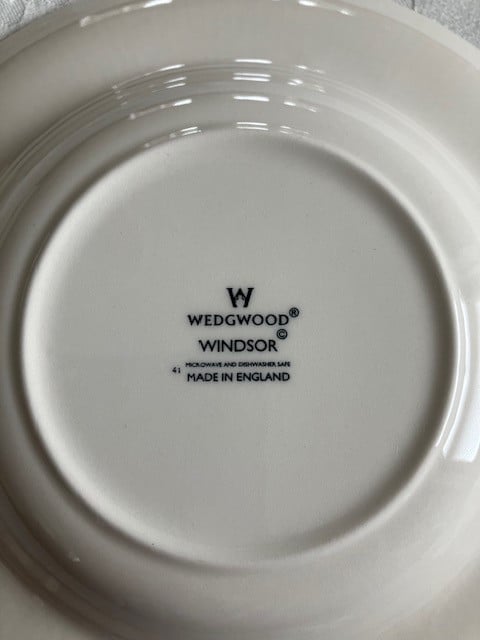 W
WEDGWOOD®
©
WINDSOR
MICROWAVE AND DISHWASHER SAFE
41 MADE IN ENGLAND